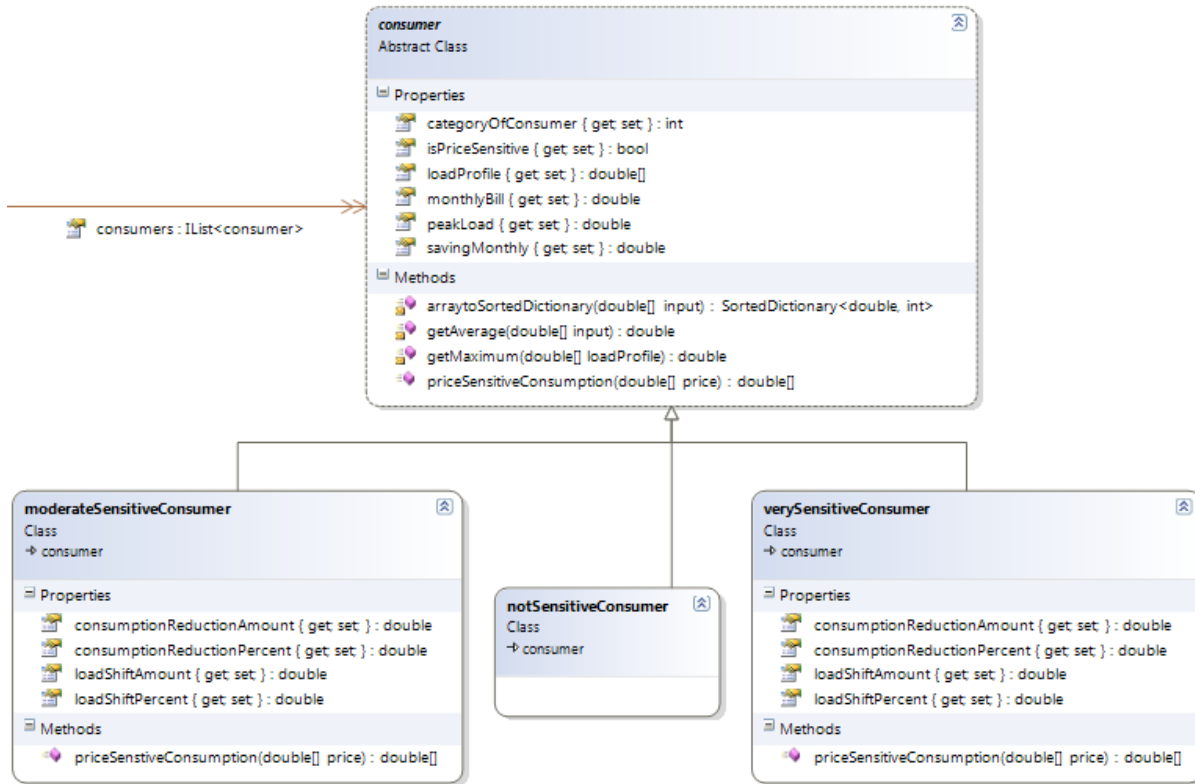 consumer
Abstract Class
Properties
categoryOfConsumer { get; set; } : int
isPriceSensitive { get; set; } : bool
loadProfile { get; set; } : double[]
monthlyBill { get; set; } : double
peakLoad { get; set; } : double
savingMonthly { get; set; } : double
consumers : IList<consumer>
Methods
arraytoSortedDictionary(double[] input) : SortedDictionary<double, int>
getAverage(double[] input) : double
getMaximum(double[] loadProfile) : double
priceSensitiveConsumption(double[] price) : double[]
moderateSensitiveConsumer
Class
consumer
Properties
consumptionReductionAmount { get; set; } : double
consumptionReductionPercent { get; set; } : double
loadShiftAmount { get; set; } : double
loadShiftPercent { get; set; } : double
Methods
priceSenstiveConsumption(double[] price) : double[]
notSensitiveConsumer
Class
consumer
verySensitiveConsumer
Class
consumer
Properties
consumptionReductionAmount { get; set; } : double
consumptionReductionPercent { get; set; } : double
loadShiftAmount { get; set; } : double
loadShiftPercent { get; set; } : double
Methods
priceSensitiveConsumption(double[] price) : double[]